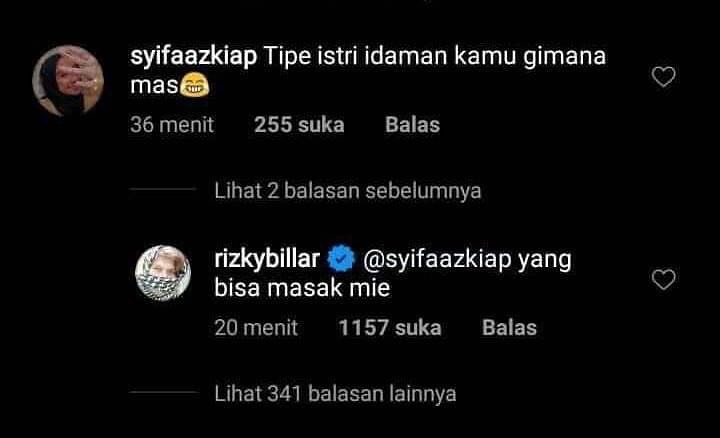 syifaazkiap Tipe istri idaman kamu gimana
mas😂
36 menit 255 suka Balas
Lihat 2 balasan sebelumnya
rizkybillar @syifaazkiap yang
bisa masak mie
20 menit 1157 suka Balas
Lihat 341 balasan lainnya